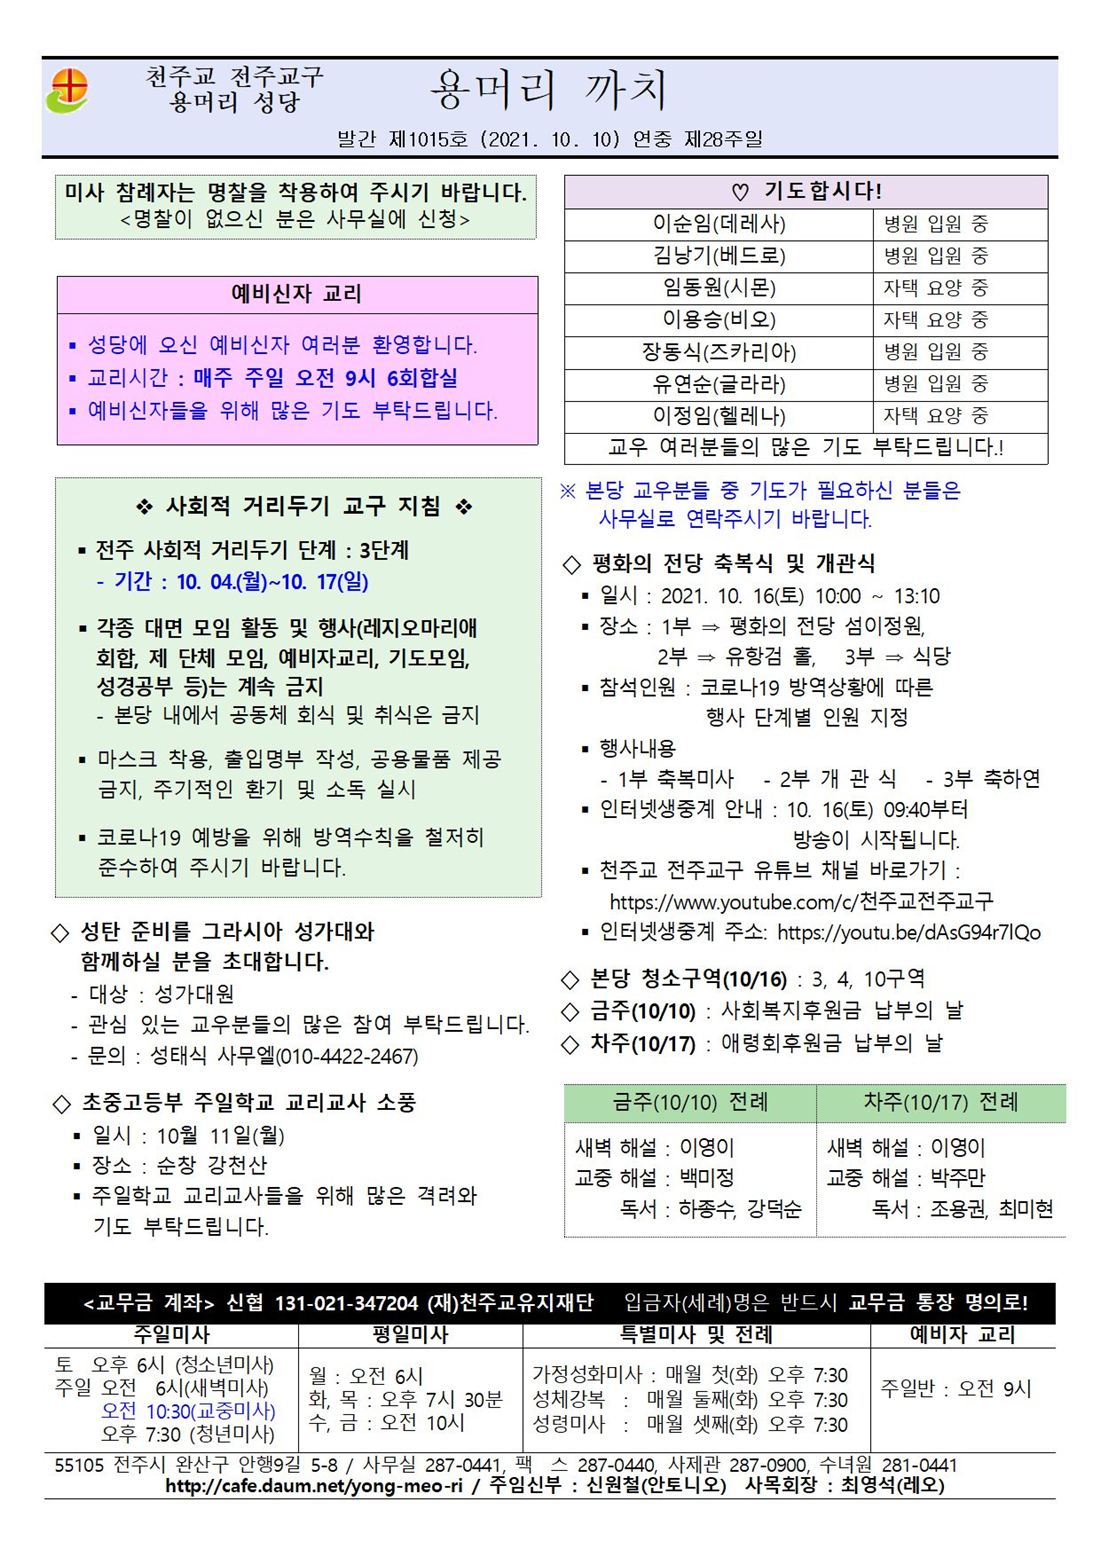 천주교 전주교구
용머리 성당
용머리 까치
발간 제1015호 (2021. 10. 10) 연중 제28주일
미사 참례자는 명찰을 착용하여 주시기 바랍니다.
<명찰이 없으신 분은 사무실에 신청>
예비신자 교리
▪ 성당에 오신 예비신자 여러분 환영합니다.
▪ 교리시간 : 매주 주일 오전 9시 6회합실
▪ 예비신자들을 위해 많은 기도 부탁드립니다.
❖ 사회적 거리두기 교구 지침 ❖
▪ 전주 사회적 거리두기 단계 : 3단계
- 기간 : 10. 04.(월)~10. 17(일)
▪ 각종 대면 모임 활동 및 행사(레지오마리애
회합, 제 단체 모임, 예비자교리, 기도모임,
성경공부 등)는 계속 금지
- 본당 내에서 공동체 회식 및 취식은 금지
▪ 마스크 착용, 출입명부 작성, 공용물품 제공
금지, 주기적인 환기 및 소독 실시
▪ 코로나19 예방을 위해 방역수칙을 철저히
준수하여 주시기 바랍니다.
◇ 성탄 준비를 그라시아 성가대와
함께하실 분을 초대합니다.
- 대상 : 성가대원
- 관심 있는 교우분들의 많은 참여 부탁드립니다.
- 문의 : 성태식 사무엘(010-4422-2467)
◇ 초중고등부 주일학교 교리교사 소풍
▪ 일시 : 10월 11일(월)
▪ 장소 : 순창 강천산
▪ 주일학교 교리교사들을 위해 많은 격려와
기도 부탁드립니다.
♡ 기도합시다!
이순임(데레사) 병원 입원 중
김낭기(베드로) 병원 입원 중
임동원(시몬) 자택 요양 중
이용승(비오) 자택 요양 중
장동식(즈카리아) 병원 입원 중
유연순(글라라) 병원 입원 중
이정임(헬레나) 자택 요양 중
교우 여러분들의 많은 기도 부탁드립니다.!
※ 본당 교우분들 중 기도가 필요하신 분들은
사무실로 연락주시기 바랍니다.
◇ 평화의 전당 축복식 및 개관식
▪ 일시 : 2021. 10. 16(토) 10:00 ~ 13:10
▪ 장소 : 1부 ⇒ 평화의 전당 섬이정원,
2부 ⇒ 유항검 홀, 3부 ⇒ 식당
▪ 참석인원 : 코로나19 방역상황에 따른
행사 단계별 인원 지정
▪ 행사내용
- 1부 축복미사 - 2부 개 관 식 - 3부 축하연
▪ 인터넷생중계 안내 : 10. 16(토) 09:40부터
방송이 시작됩니다.
▪ 천주교 전주교구 유튜브 채널 바로가기 :
https://www.youtube.com/c/천주교전주교구
▪ 인터넷생중계 주소: https://youtu.be/dAsG94r7lQo
◇ 본당 청소구역(10/16) : 3, 4, 10구역
◇ 금주(10/10) : 사회복지후원금 납부의 날
◇ 차주(10/17) : 애령회후원금 납부의 날
금주(10/10) 전례 차주(10/17) 전례
새벽 해설 : 이영이 새벽 해설 : 이영이
교중 해설 : 백미정 교중 해설 : 박주만
독서 : 하종수, 강덕순 독서 : 조용권, 최미현
<교무금 계좌> 신협 131-021-347204 (재)천주교유지재단 입금자(세례)명은 반드시 교무금 통장 명의로!
주일미사 평일미사 특별미사 및 전례 예비자 교리
토 오후 6시 (청소년미사)
주일 오전 6시(새벽미사)
오전 10:30(교중미사)
오후 7:30 (청년미사)
월 : 오전 6시
화, 목 : 오후 7시 30분
수, 금 : 오전 10시
가정성화미사 : 매월 첫(화) 오후 7:30
성체강복 : 매월 둘째(화) 오후 7:30
성령미사 : 매월 셋째(화) 오후 7:30
주일반 : 오전 9시
55105 전주시 완산구 안행9길 5-8 / 사무실 287-0441, 팩 스 287-0440, 사제관 287-0900, 수녀원 281-0441
http://cafe.daum.net/yong-meo-ri / 주임신부 : 신원철(안토니오) 사목회장 : 최영석(레오)